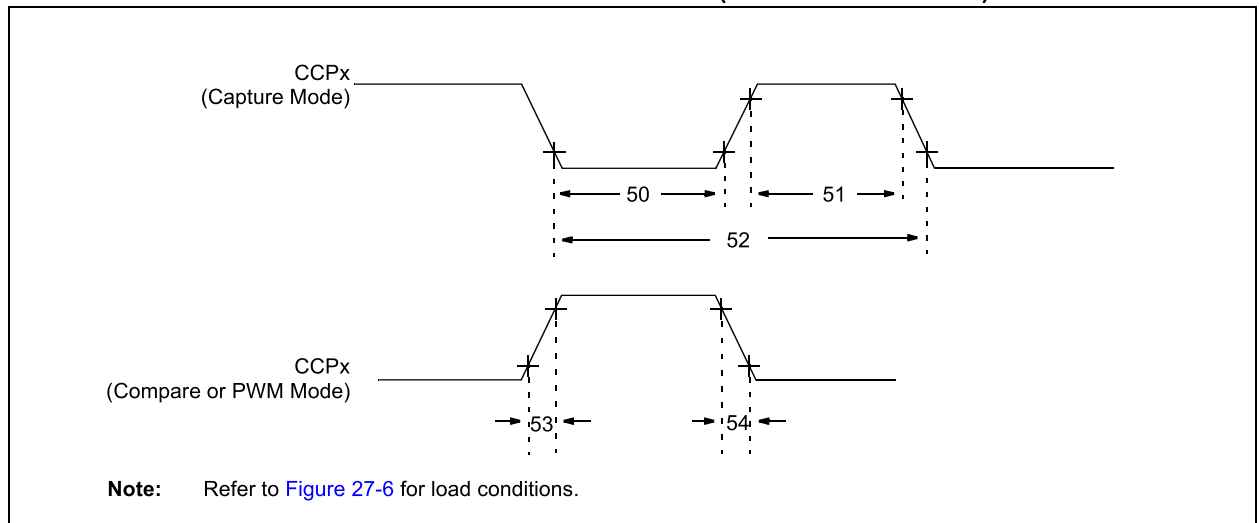 CCPx
(Capture Mode)
50
51
52
CCPx
(Compare or PWM Mode)
53
54
Note: Refer to Figure 27-6 for load conditions.